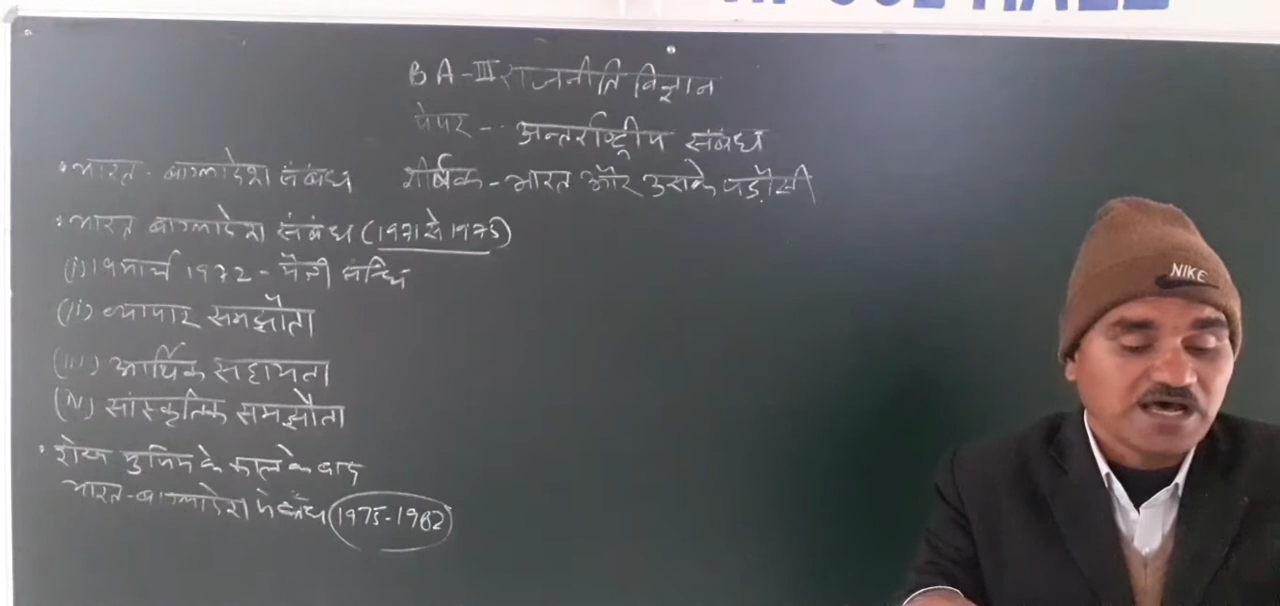 BA-III राजनीति विज्ञान
पेपर - अन्तर्राष्ट्रीय संबंध
शीर्षक - भारत और उसके पड़ौसी
भारत - बाग्लादेश संबंध
भारत बाग्लादेश संबंध (1971 से 1975)
(i) 19 मार्च 1972 - मैत्री सन्धि
(ii) व्यापार समझौता
(iii) आर्थिक सहायता
(iv) सांस्कृतिक समझौता
शेख मुजिब के काल के बाद
भारत - बाग्लादेश संबंध (1975-1982)
NIKE